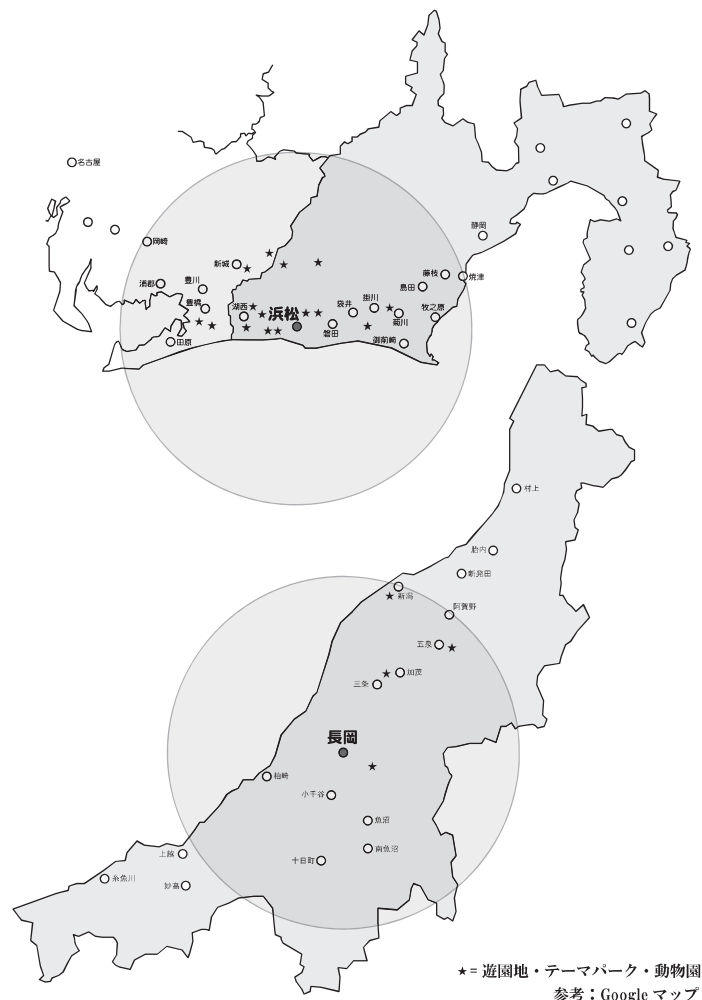 名古屋
岡崎
静岡
新城
藤枝
焼津
蒲郡
豊川
島田
豊橋
湖西
浜松
袋井
掛川
牧之原
磐田
菊川
田原
御前崎
村上
胎内
新発田
新潟
阿賀野
五泉
加茂
三条
長岡
柏崎
小千谷
魚沼
南魚沼
上越
十日町
糸魚川
妙高
★= 遊園地・テーマパーク・動物園
参考：Google マップ